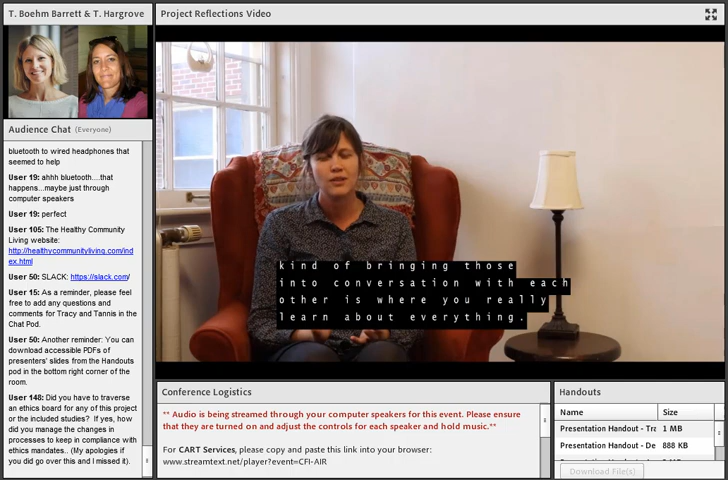 T. Boehm Barrett & T. Hargrove
Audience Chat (Everyone)
bluetooth to wired headphones that
seemed to help
User 19: ahhh bluetooth....that
happens...maybe just through
computer speakers
User 19: perfect
User 105: The Healthy Community
Living website:
http://healthycommunityliving.com/ind
ex.html
User 50: SLACK: https://slack.com/
User 15: As a reminder, please feel
free to add any questions and
comments for Tracy and Tannis in the
Chat Pod.
User 50: Another reminder: You can
download accessible PDFs of
presenters' slides from the Handouts
pod in the bottom right corner of the
room.
User 148: Did you have to traverse
an ethics board for any of this project
or the included studies? If yes, how
did you manage the changes in
processes to keep in compliance with
ethics mandates.. (My apologies if
you did go over this and I missed it).
Project Reflections Video
kind of bringing those
into conversation with each
other is where you really
learn about everything.
Conference Logistics
** Audio is being streamed through your computer speakers for this event. Please ensure
that they are turned on and adjust the controls for each speaker and hold music.**
For CART Services, please copy and paste this link into your browser:
www.streamtext.net/player?event=CFI-AIR
Handouts
Name Size
Presentation Handout - Tra 1 MB
Presentation Handout - De 888 KB
Download File(s)